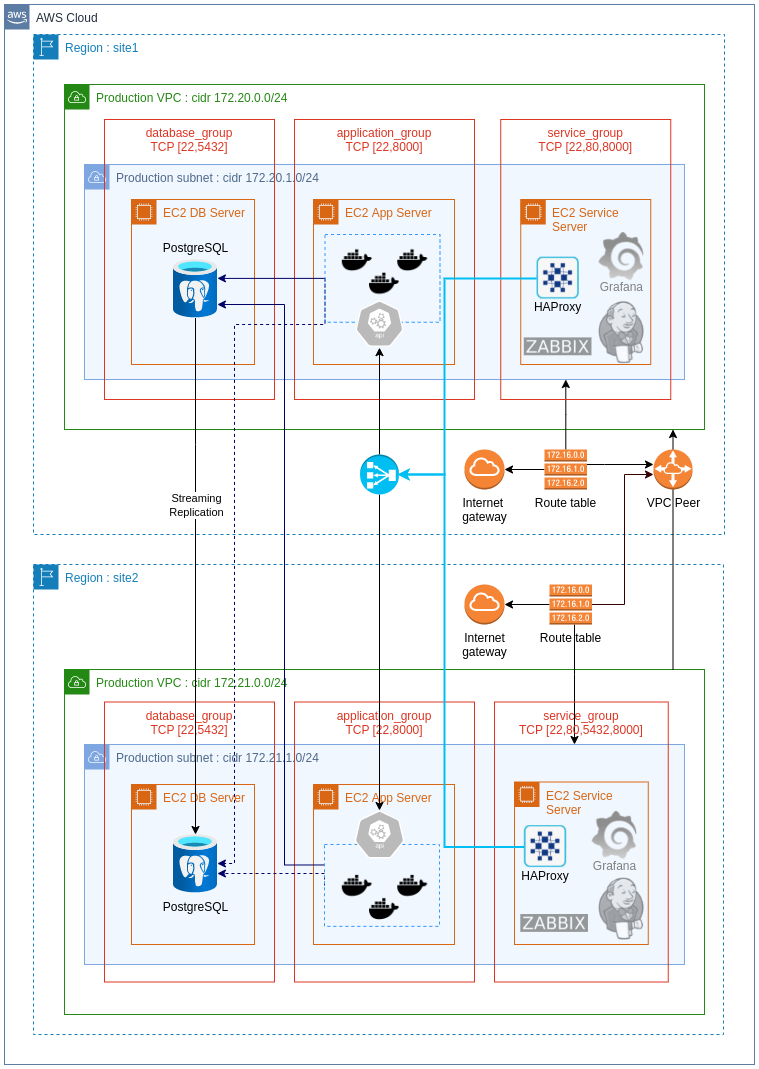 aws
AWS Cloud
Region : site1
Production VPC : cidr 172.20.0.0/24
database_group
TCP [22,5432]
application_group
TCP [22,8000]
service_group
TCP [22,80,8000]
Production subnet : cidr 172.20.1.0/24
EC2 DB Server
EC2 App Server
EC2 Service
Server
PostgreSQL
Grafana
HAProxy
api
ZABBIX
172.16.0.0
172.16.1.0
172.16.2.0
Internet
gateway
Route table
VPC Peer
Streaming
Replication
Region : site2
172.16.0.0
172.16.1.0
172.16.2.0
Internet
gateway
Route table
Production VPC : cidr 172.21.0.0/24
database_group
TCP [22,5432]
application_group
TCP [22,8000]
service_group
TCP [22,80,5432,8000]
Production subnet : cidr 172.21.1.0/24
EC2 DB Server
EC2 App Server
EC2 Service
Server
api
Grafana
HAProxy
PostgreSQL
ZABBIX